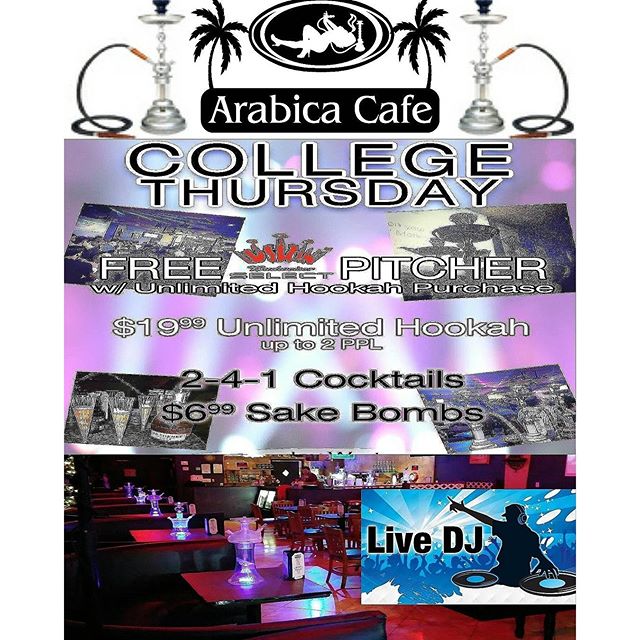 Arabica Cafe
COLLEGE
THURSDAY
FREE SELECT PITCHER
w/ Unlimited Hookah Purchase
$19⁹⁹ Unlimited Hookah
up to 2 PPL
2-4-1 Cocktails
$6⁹⁹ Sake Bombs
Live DJ